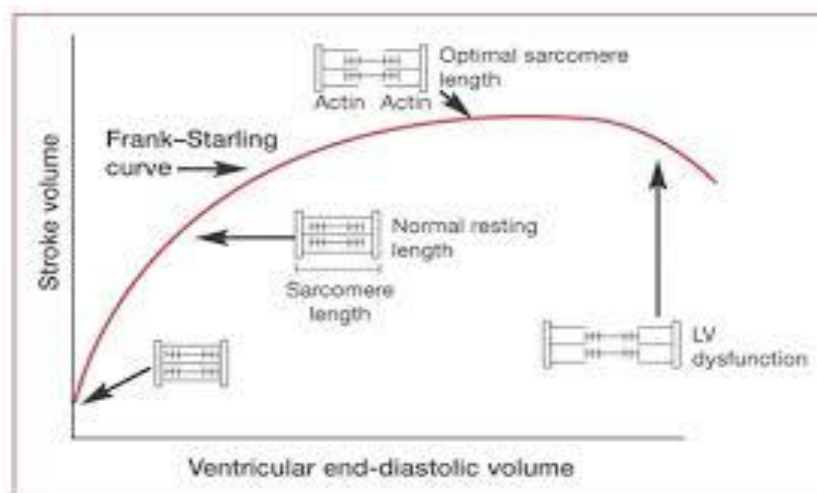 Optimal sarcomere
length
Actin Actin
Frank–Starling
curve
Stroke volume
Normal resting
length
Sarcomere
length
LV
dysfunction
Ventricular end-diastolic volume